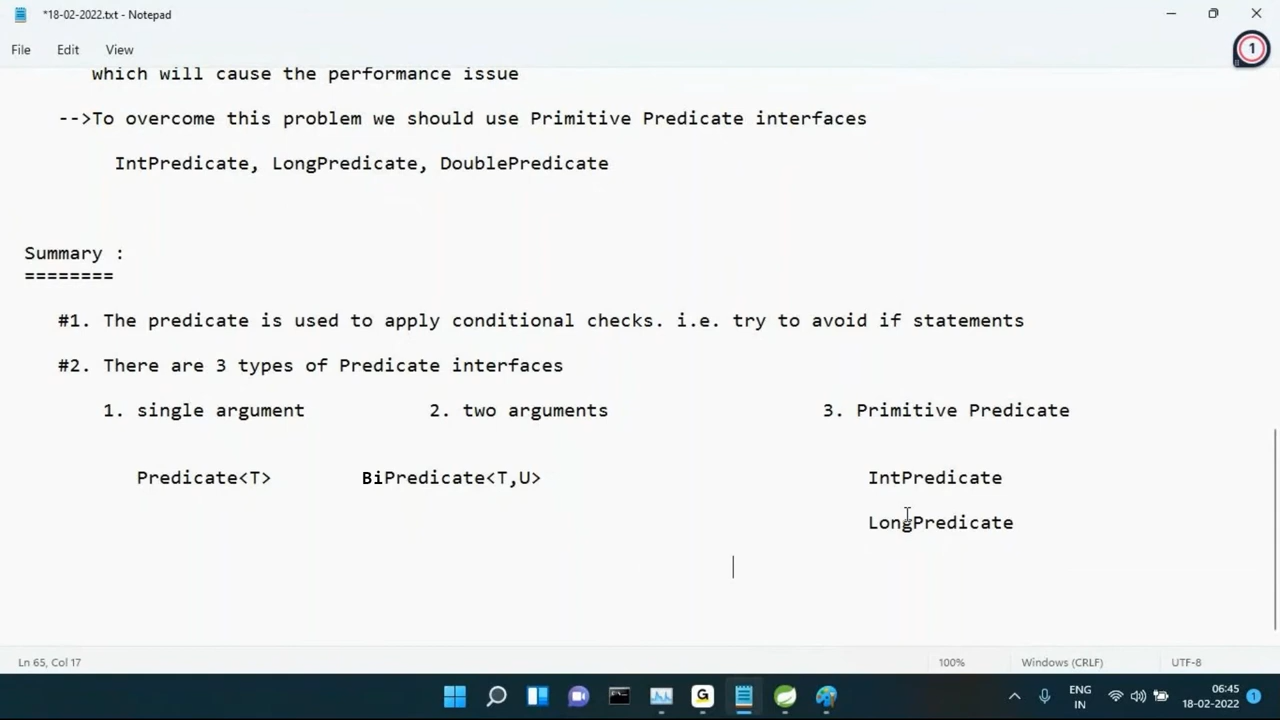 *18-02-2022.txt - Notepad
File Edit View
1
which will cause the performance issue
-->To overcome this problem we should use Primitive Predicate interfaces
IntPredicate, LongPredicate, DoublePredicate
Summary :
========
#1. The predicate is used to apply conditional checks. i.e. try to avoid if statements
#2. There are 3 types of Predicate interfaces
1. single argument 2. two arguments 3. Primitive Predicate
Predicate<T> BiPredicate<T,U> IntPredicate
LongPredicate
Ln 65, Col 17 100% Windows (CRLF) UTF-8
G ENG IN 06:45 18-02-2022 1